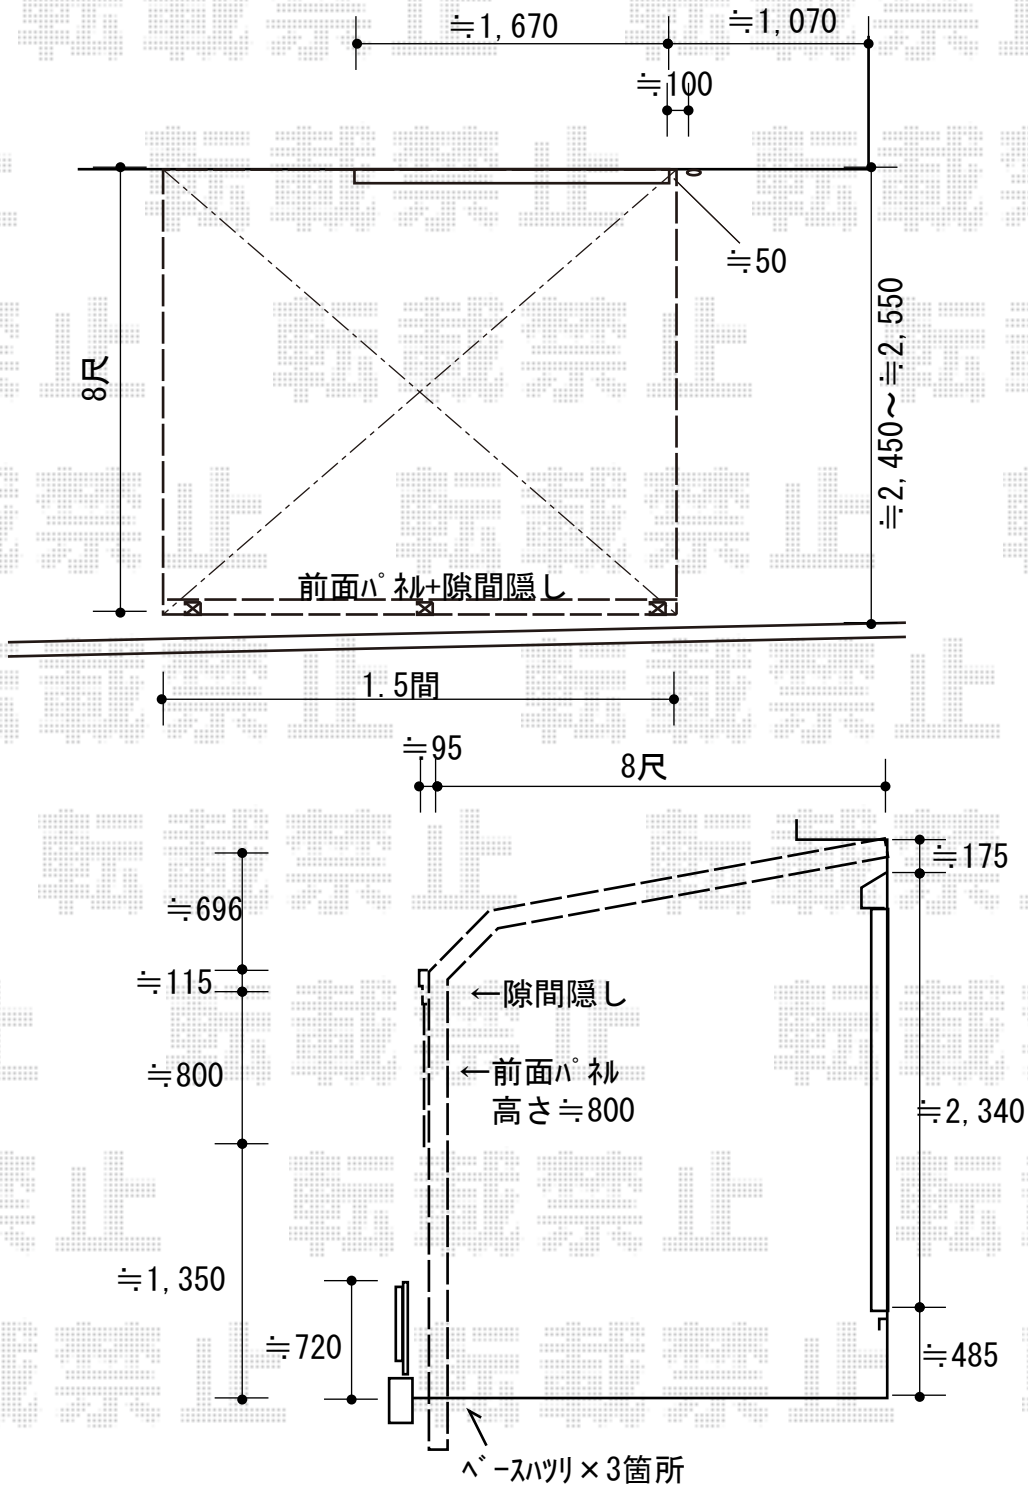 ≒1,670
≒1,070
≒100
≒50
8尺
≒2,450~≒2,550
前面ﾊﾟﾈﾙ+隙間隠し
1.5間
≒95
8尺
≒175
≒696
≒115
←隙間隠し
≒800
←前面ﾊﾟﾈﾙ
高さ≒800
≒2,340
≒1,350
≒720
≒485
ﾍﾞｰｽﾊﾂﾘ×3箇所
転載禁止